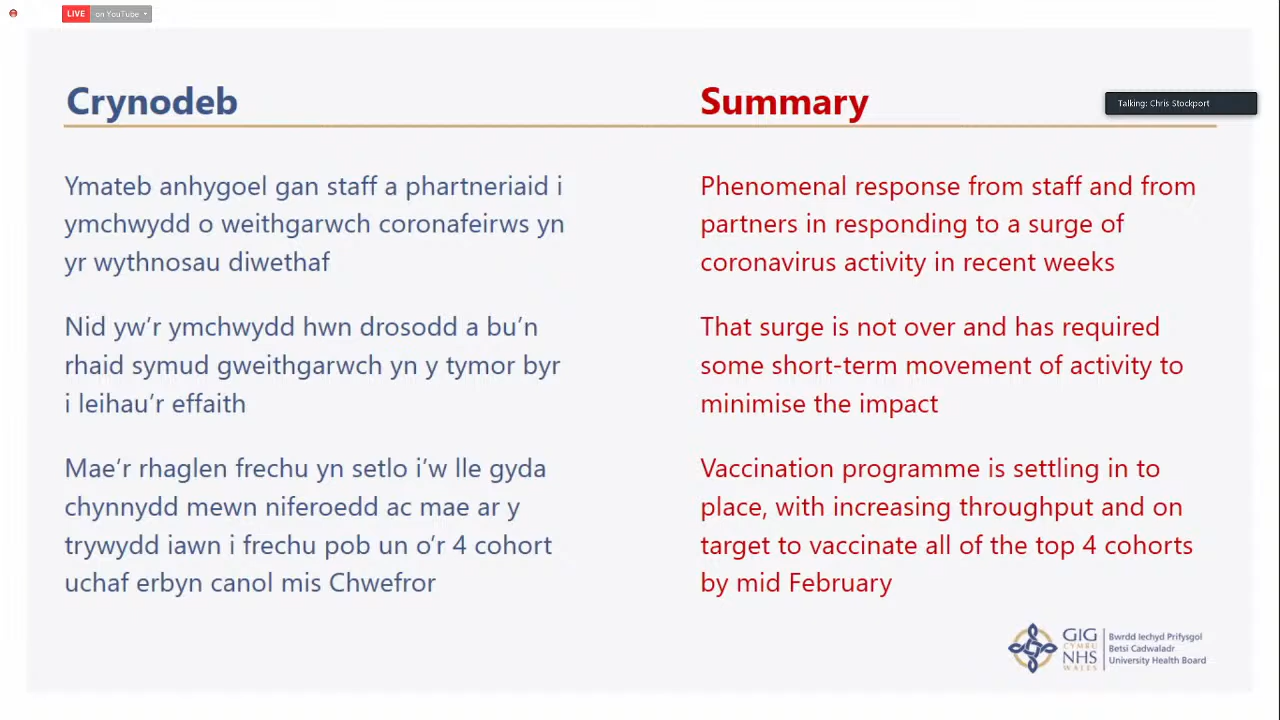 LIVE on YouTube
Crynodeb
Ymateb anhygoel gan staff a phartneriaid i
ymchwydd o weithgarwch coronafeirws yn
yr wythnosau diwethaf
Nid yw'r ymchwydd hwn drosodd a bu'n
rhaid symud gweithgarwch yn y tymor byr
i leihau'r effaith
Mae'r rhaglen frechu yn setlo i'w lle gyda
chynnydd mewn niferoedd ac mae ar y
trywydd iawn i frechu pob un o'r 4 cohort
uchaf erbyn canol mis Chwefror
Summary
Talking: Chris Stockport
Phenomenal response from staff and from
partners in responding to a surge of
coronavirus activity in recent weeks
That surge is not over and has required
some short-term movement of activity to
minimise the impact
Vaccination programme is settling in to
place, with increasing throughput and on
target to vaccinate all of the top 4 cohorts
by mid February
GIG
CYMRU
NHS
WALES
Bwrdd Iechyd Prifysgol
Betsi Cadwaladr
University Health Board